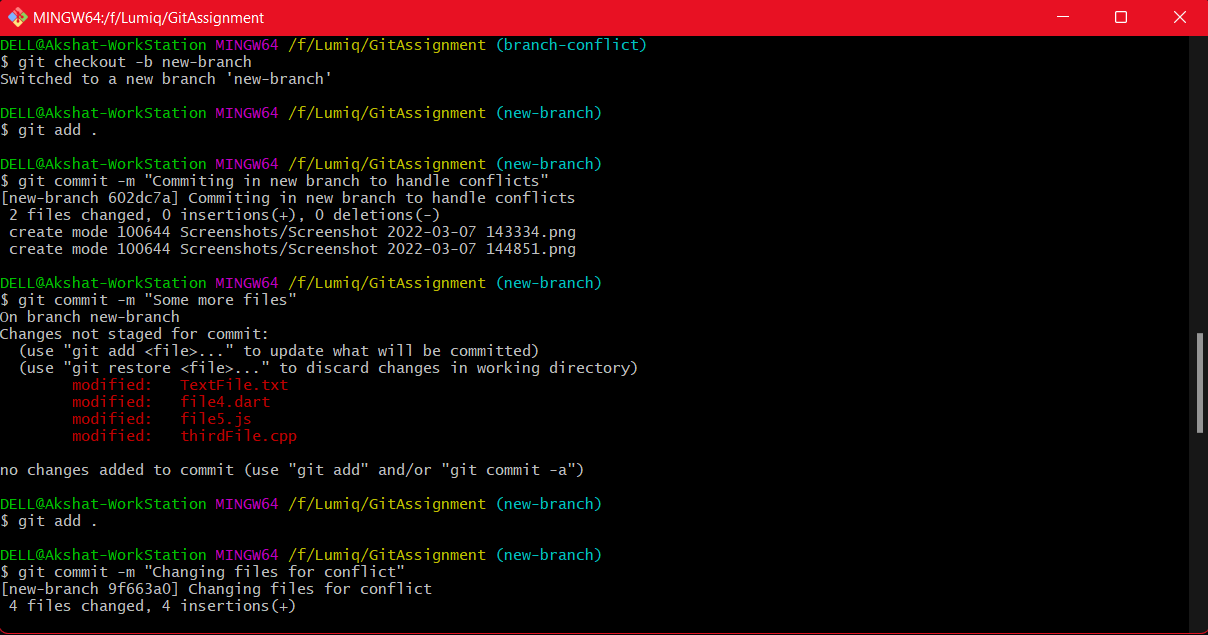 MINGW64:/f/Lumiq/GitAssignment
DELL@Akshat-WorkStation MINGW64 /f/Lumiq/GitAssignment (branch-conflict)
$ git checkout -b new-branch
Switched to a new branch 'new-branch'
DELL@Akshat-WorkStation MINGW64 /f/Lumiq/GitAssignment (new-branch)
$ git add .
DELL@Akshat-WorkStation MINGW64 /f/Lumiq/GitAssignment (new-branch)
$ git commit -m "Commiting in new branch to handle conflicts"
[new-branch 602dc7a] Commiting in new branch to handle conflicts
 2 files changed, 0 insertions(+), 0 deletions(-)
 create mode 100644 Screenshots/Screenshot 2022-03-07 143334.png
 create mode 100644 Screenshots/Screenshot 2022-03-07 144851.png
DELL@Akshat-WorkStation MINGW64 /f/Lumiq/GitAssignment (new-branch)
$ git commit -m "Some more files"
On branch new-branch
Changes not staged for commit:
  (use "git add <file>..." to update what will be committed)
  (use "git restore <file>..." to discard changes in working directory)
        modified:   TextFile.txt
        modified:   file4.dart
        modified:   file5.js
        modified:   thirdFile.cpp
no changes added to commit (use "git add" and/or "git commit -a")
DELL@Akshat-WorkStation MINGW64 /f/Lumiq/GitAssignment (new-branch)
$ git add .
DELL@Akshat-WorkStation MINGW64 /f/Lumiq/GitAssignment (new-branch)
$ git commit -m "Changing files for conflict"
[new-branch 9f663a0] Changing files for conflict
 4 files changed, 4 insertions(+)